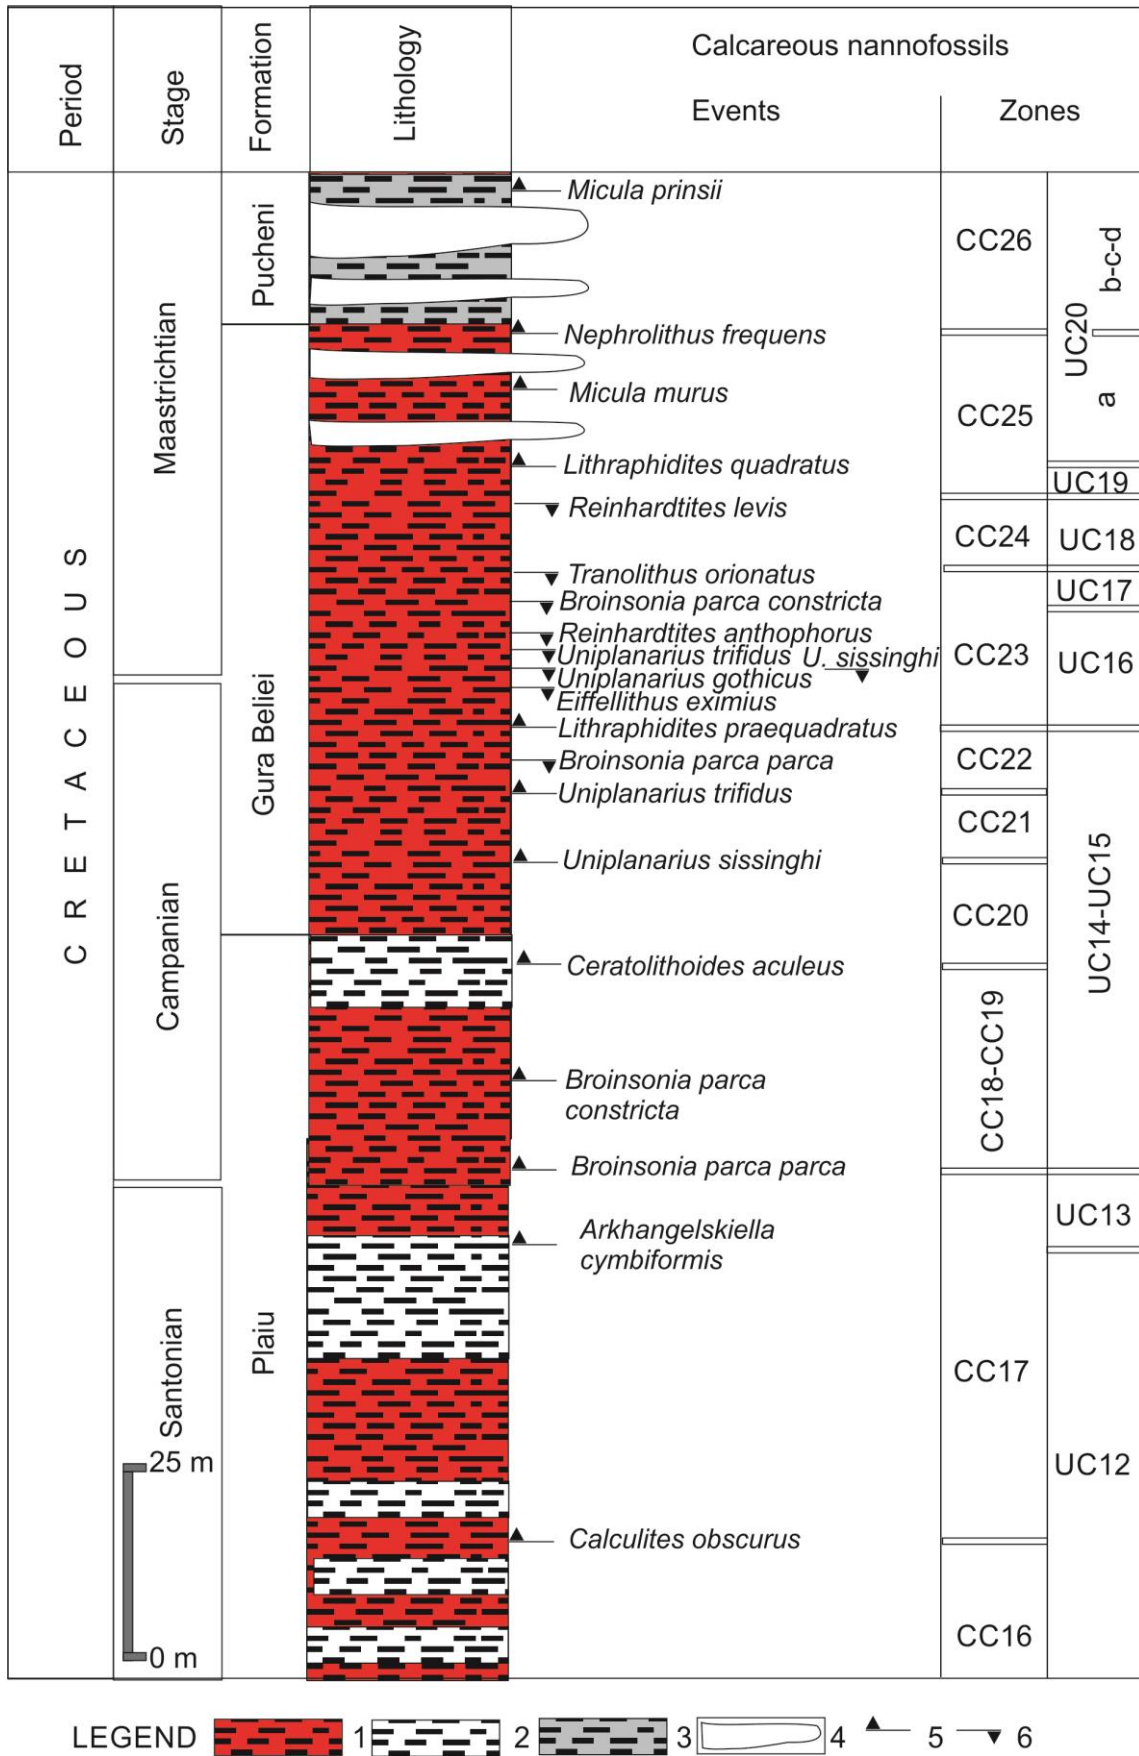 Period
Stage
Formation
Lithology
Calcareous nannofossils
Events
Zones
CRETACEOUS
Maastrichtian
Campanian
Santonian
Pucheni
Gura Beliei
Plaiu
Micula prinsii
Nephrolithus frequens
Micula murus
Lithraphidites quadratus
Reinhardtites levis
Tranolithus orionatus
Broinsonia parca constricta
Reinhardtites anthophorus
Uniplanarius trifidus U. sissinghi
Uniplanarius gothicus
Eiffellithus eximius
Lithraphidites praequadratus
Broinsonia parca parca
Uniplanarius trifidus
Uniplanarius sissinghi
Ceratolithoides aculeus
Broinsonia parca
constricta
Broinsonia parca parca
Arkhangelskiella
cymbiformis
Calculites obscurus
CC26
CC25
CC24
CC23
CC22
CC21
CC20
CC18-CC19
CC17
CC16
UC20
b-c-d
a
UC19
UC18
UC17
UC16
UC14-UC15
UC13
UC12
25 m
0 m
LEGEND 1 2 3 4 5 6